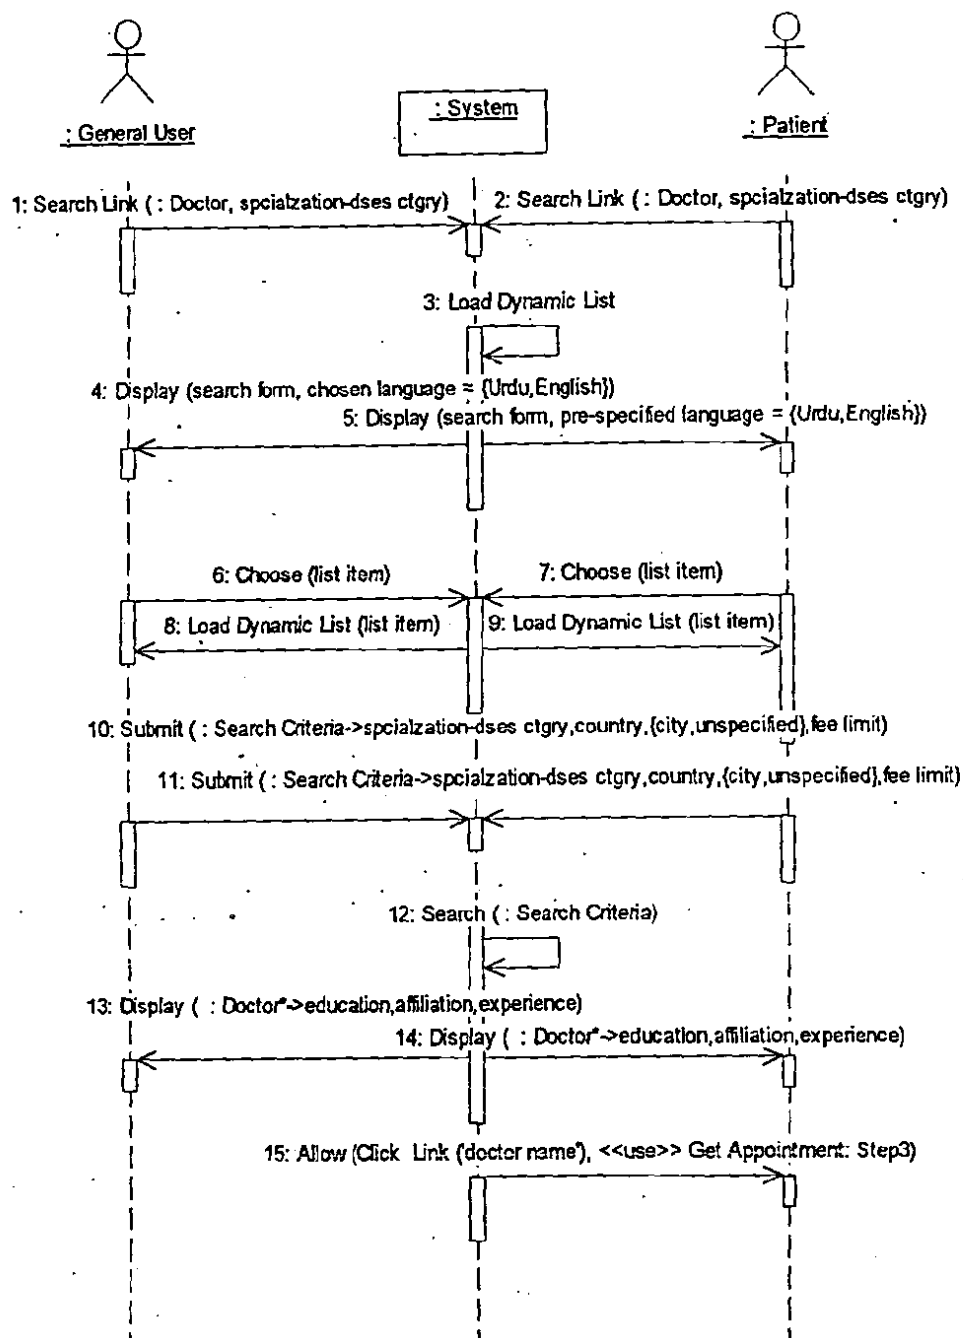 : General User
: System
: Patient
1: Search Link ( : Doctor, spcialzation-dses ctgry)
2: Search Link ( : Doctor, spcialzation-dses ctgry)
3: Load Dynamic List
4: Display (search form, chosen language = {Urdu,English})
5: Display (search form, pre-specified language = {Urdu,English})
6: Choose (list item)
7: Choose (list item)
8: Load Dynamic List (list item)
9: Load Dynamic List (list item)
10: Submit ( : Search Criteria->spcialzation-dses ctgry,country,{city,unspecified},fee limit)
11: Submit ( : Search Criteria->spcialzation-dses ctgry,country,{city,unspecified},fee limit)
12: Search ( : Search Criteria)
13: Display ( : Doctor*->education,affiliation,experience)
14: Display ( : Doctor*->education,affiliation,experience)
15: Allow (Click Link ('doctor name'), <<use>> Get Appointment: Step3)